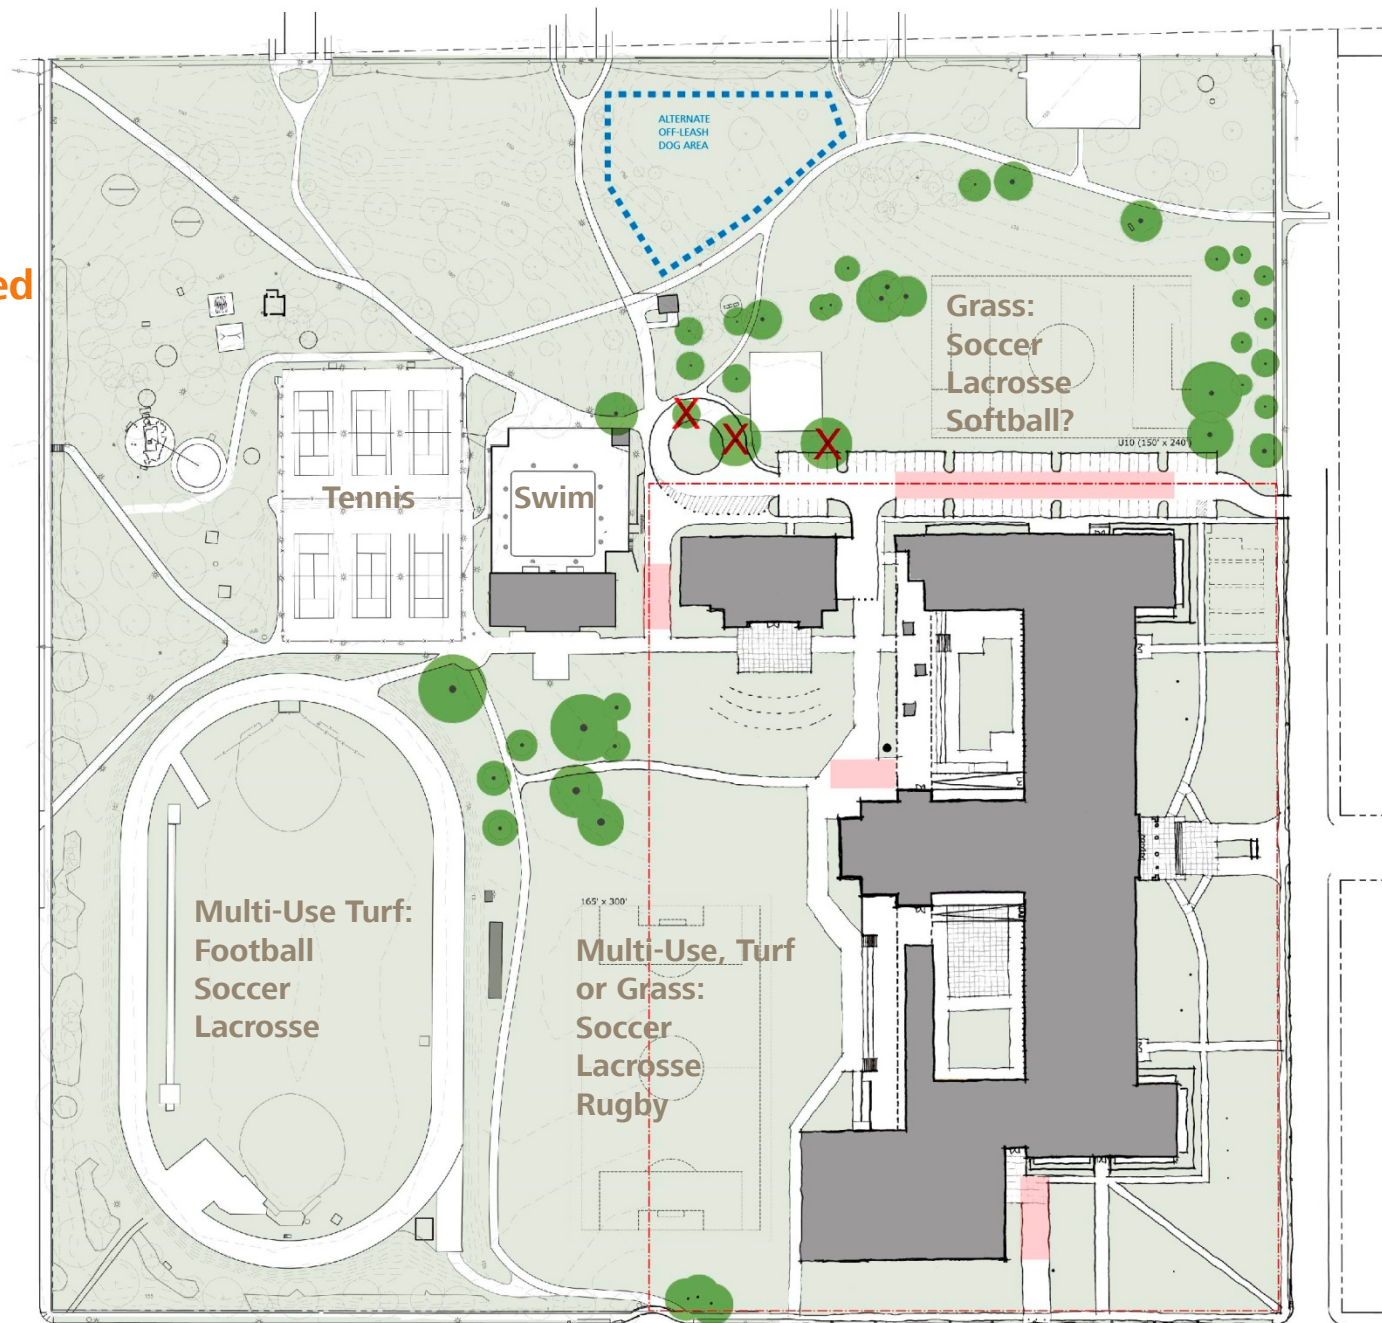 ALTERNATE
OFF-LEASH
DOG AREA
ed
Grass:
Soccer
Lacrosse
Softball?
U10 (150' x 240')
Tennis
Swim
165' x 300'
Multi-Use Turf:
Football
Soccer
Lacrosse
Multi-Use, Turf
or Grass:
Soccer
Lacrosse
Rugby